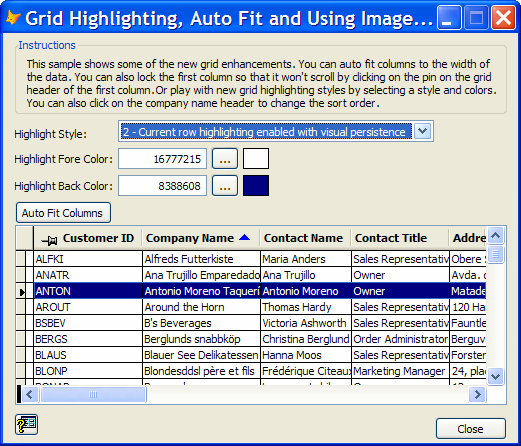 Grid Highlighting, Auto Fit and Using Image...
Instructions
This sample shows some of the new grid enhancements. You can auto fit columns to the width of
the data. You can also lock the first column so that it won't scroll by clicking on the pin on the grid
header of the first column.Or play with new grid highlighting styles by selecting a style and colors.
You can also click on the company name header to change the sort order.
Highlight Style: 2 - Current row highlighting enabled with visual persistence
Highlight Fore Color: 16777215 ...
Highlight Back Color: 8388608 ...
Auto Fit Columns
Customer ID Company Name Contact Name Contact Title Addre
ALFKI Alfreds Futterkiste Maria Anders Sales Representativ Obere S
ANATR Ana Trujillo Emparedado Ana Trujillo Owner Avda. c
ANTON Antonio Moreno Taquerí Antonio Moreno Owner Matade
AROUT Around the Horn Thomas Hardy Sales Representativ 120 Ha
BSBEV B's Beverages Victoria Ashworth Sales Representativ Fauntle
BERGS Berglunds snabbköp Christina Berglund Order Administrator Berguv
BLAUS Blauer See Delikatessen Hanna Moos Sales Representativ Forster
BLONP Blondesddsl père et fils Frédérique Citeaux Marketing Manager 24, plac
Close